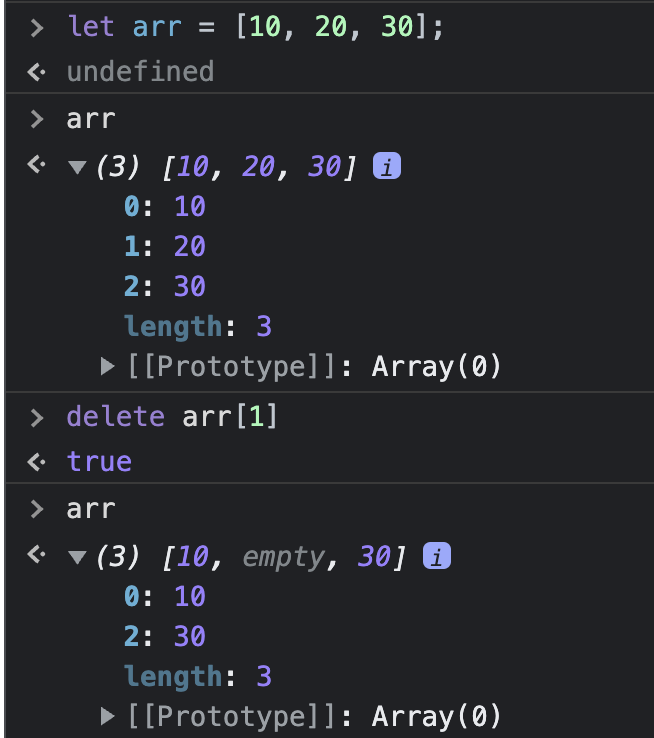 > let arr = [10, 20, 30];
undefined
> arr
▼ (3) [10, 20, 30] i
0: 10
1: 20
2: 30
length: 3
▶ [[Prototype]]: Array(0)
> delete arr[1]
true
> arr
▼ (3) [10, empty, 30] i
0: 10
2: 30
length: 3
▶ [[Prototype]]: Array(0)